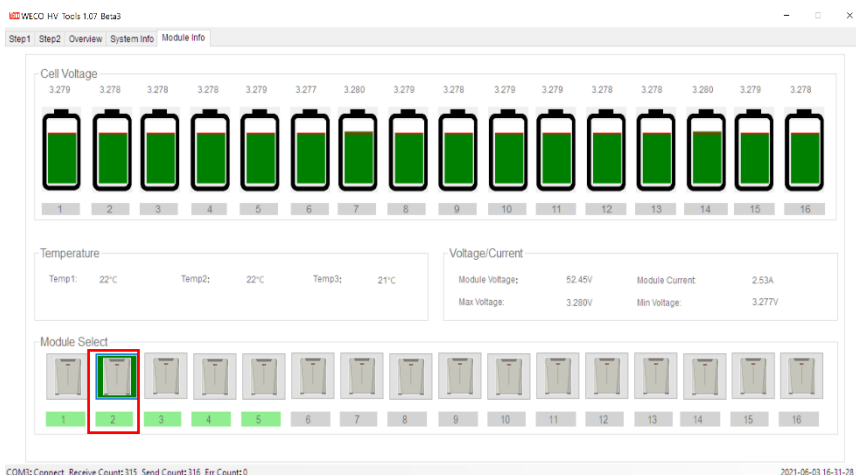 WECO HV Tools 1.07 Beta3
Step1 Step2 Overview System Info Module Info
Cell Voltage
3.279 3.278 3.278 3.278 3.279 3.277 3.280 3.279 3.278 3.279 3.279 3.278 3.278 3.280 3.279 3.278
1 2 3 4 5 6 7 8 9 10 11 12 13 14 15 16
Temperature
Temp1: 22°C Temp2: 22°C Temp3: 21°C
Voltage/Current
Module Voltage: 52.45V Module Current: 2.53A
Max Voltage: 3.280V Min Voltage: 3.277V
Module Select
1 2 3 4 5 6 7 8 9 10 11 12 13 14 15 16
COM3: Connect Receive Count: 315 Send Count: 316 Err Count: 0 2021-06-03 16-31-28